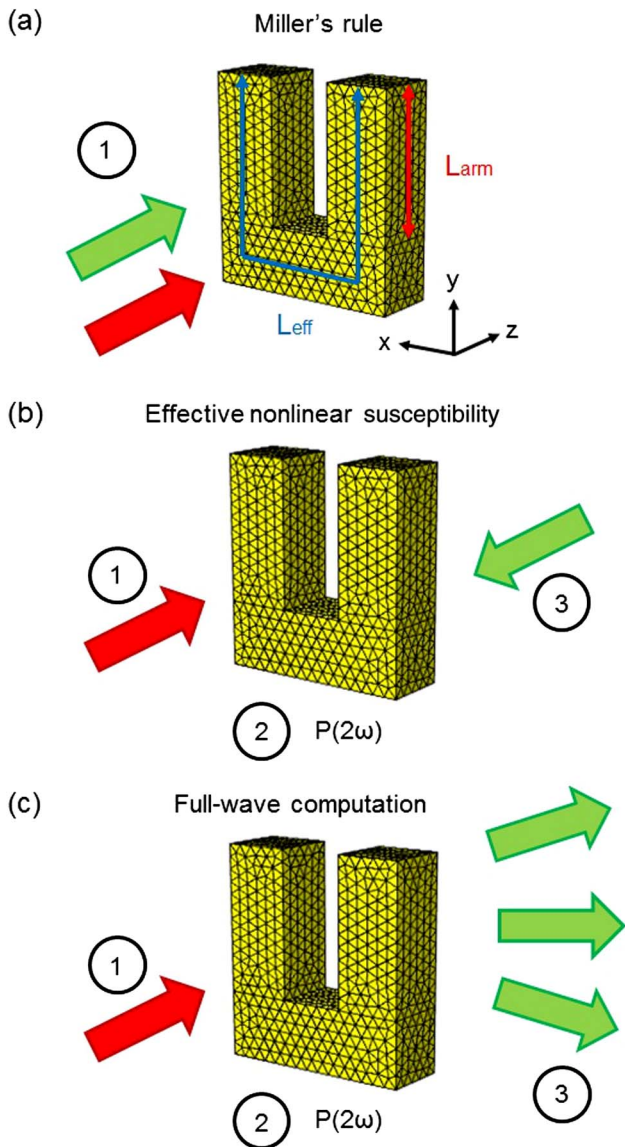 (a)
Miller's rule
1
Larm
Leff
y
x
z
(b)
Effective nonlinear susceptibility
1
3
2
P(2ω)
(c)
Full-wave computation
1
2
P(2ω)
3